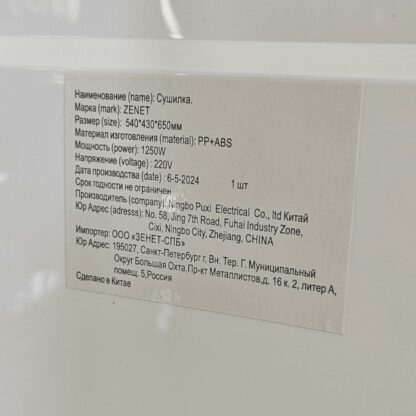 Наименование (name): Сушилка.
Марка (mark): ZENET
Размер (size): 540*430*650мм
Материал изготовления (material): PP+ABS
Мощность (power): 1250W
Напряжение (voltage) : 220V
Дата производства (date) : 6-5-2024 1 шт
Срок годности не ограничен
Производитель (company): Ningbo Puxi Electrical Co., ltd Китай
Юр Адрес (adresss): No. 58, Jing 7th Road, Fuhai Industry Zone,
Cixi, Ningbo City, Zhejiang, CHINA
Импортер: ООО «ЗЕНЕТ-СПБ»
Юр Адрес: 195027, Санкт-Петербург г, Вн. Тер. Г. Муниципальный
Округ Большая Охта,Пр-кт Металлистов,д. 16 к. 2, литер А,
помещ. 5,Россия
Сделано в Китае